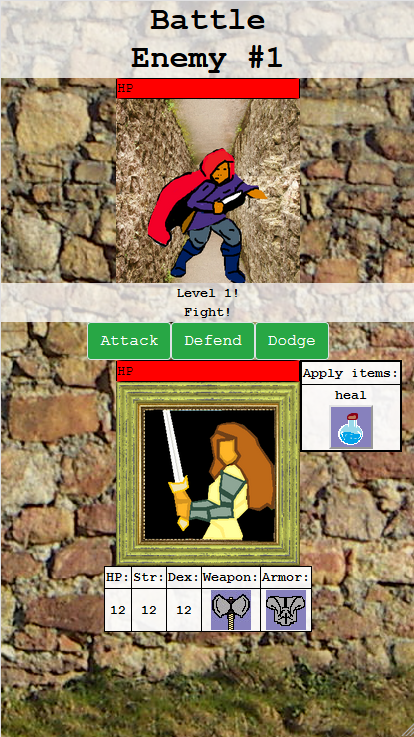 Battle
Enemy #1
HP
Level 1!
Fight!
Attack Defend Dodge
HP
Apply items:
heal
HP: Str: Dex: Weapon: Armor:
12 12 12